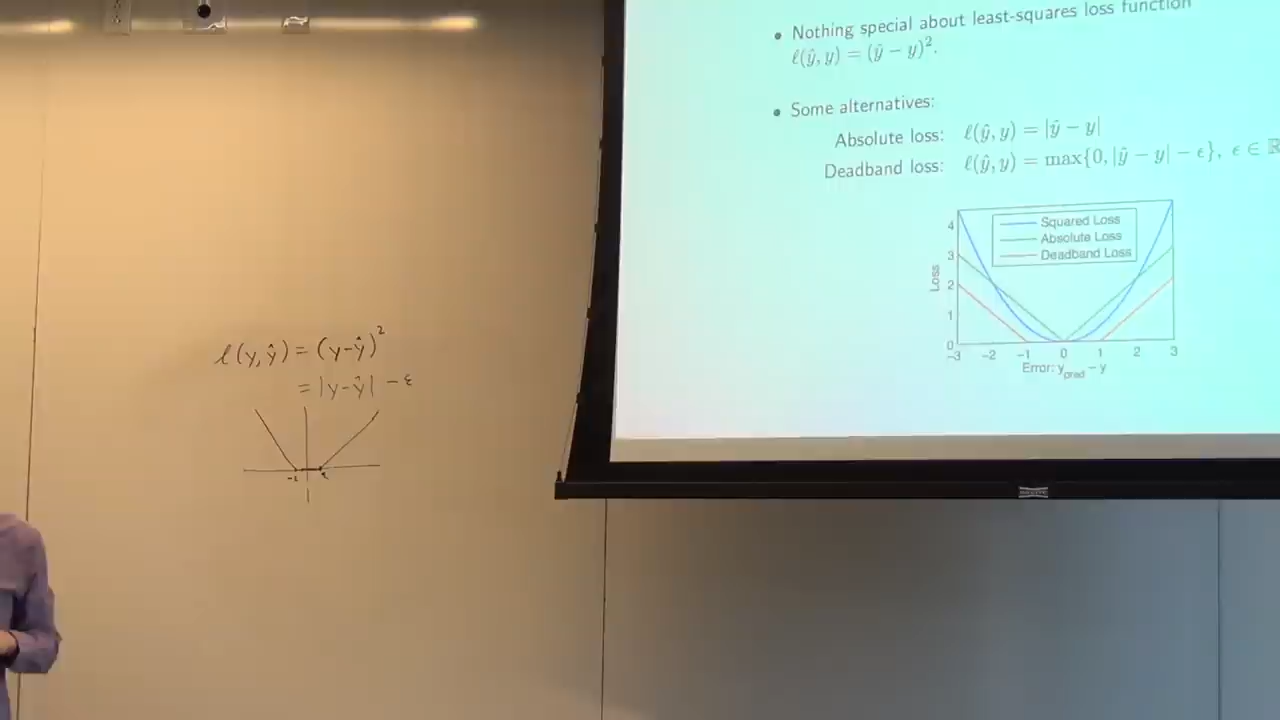 • Nothing special about least-squares loss function
ℓ(ŷ, y) = (ŷ − y)².
• Some alternatives:
Absolute loss: ℓ(ŷ, y) = |ŷ − y|
Deadband loss: ℓ(ŷ, y) = max{0, |ŷ − y| − ϵ}, ϵ ∈ ℝ
Squared Loss
Absolute Loss
Deadband Loss
Loss
4
3
2
1
0
−3 −2 −1 0 1 2 3
Error: y_pred − y
ℓ(y, ŷ) = (y-ŷ)²
= |y-ŷ| - ε